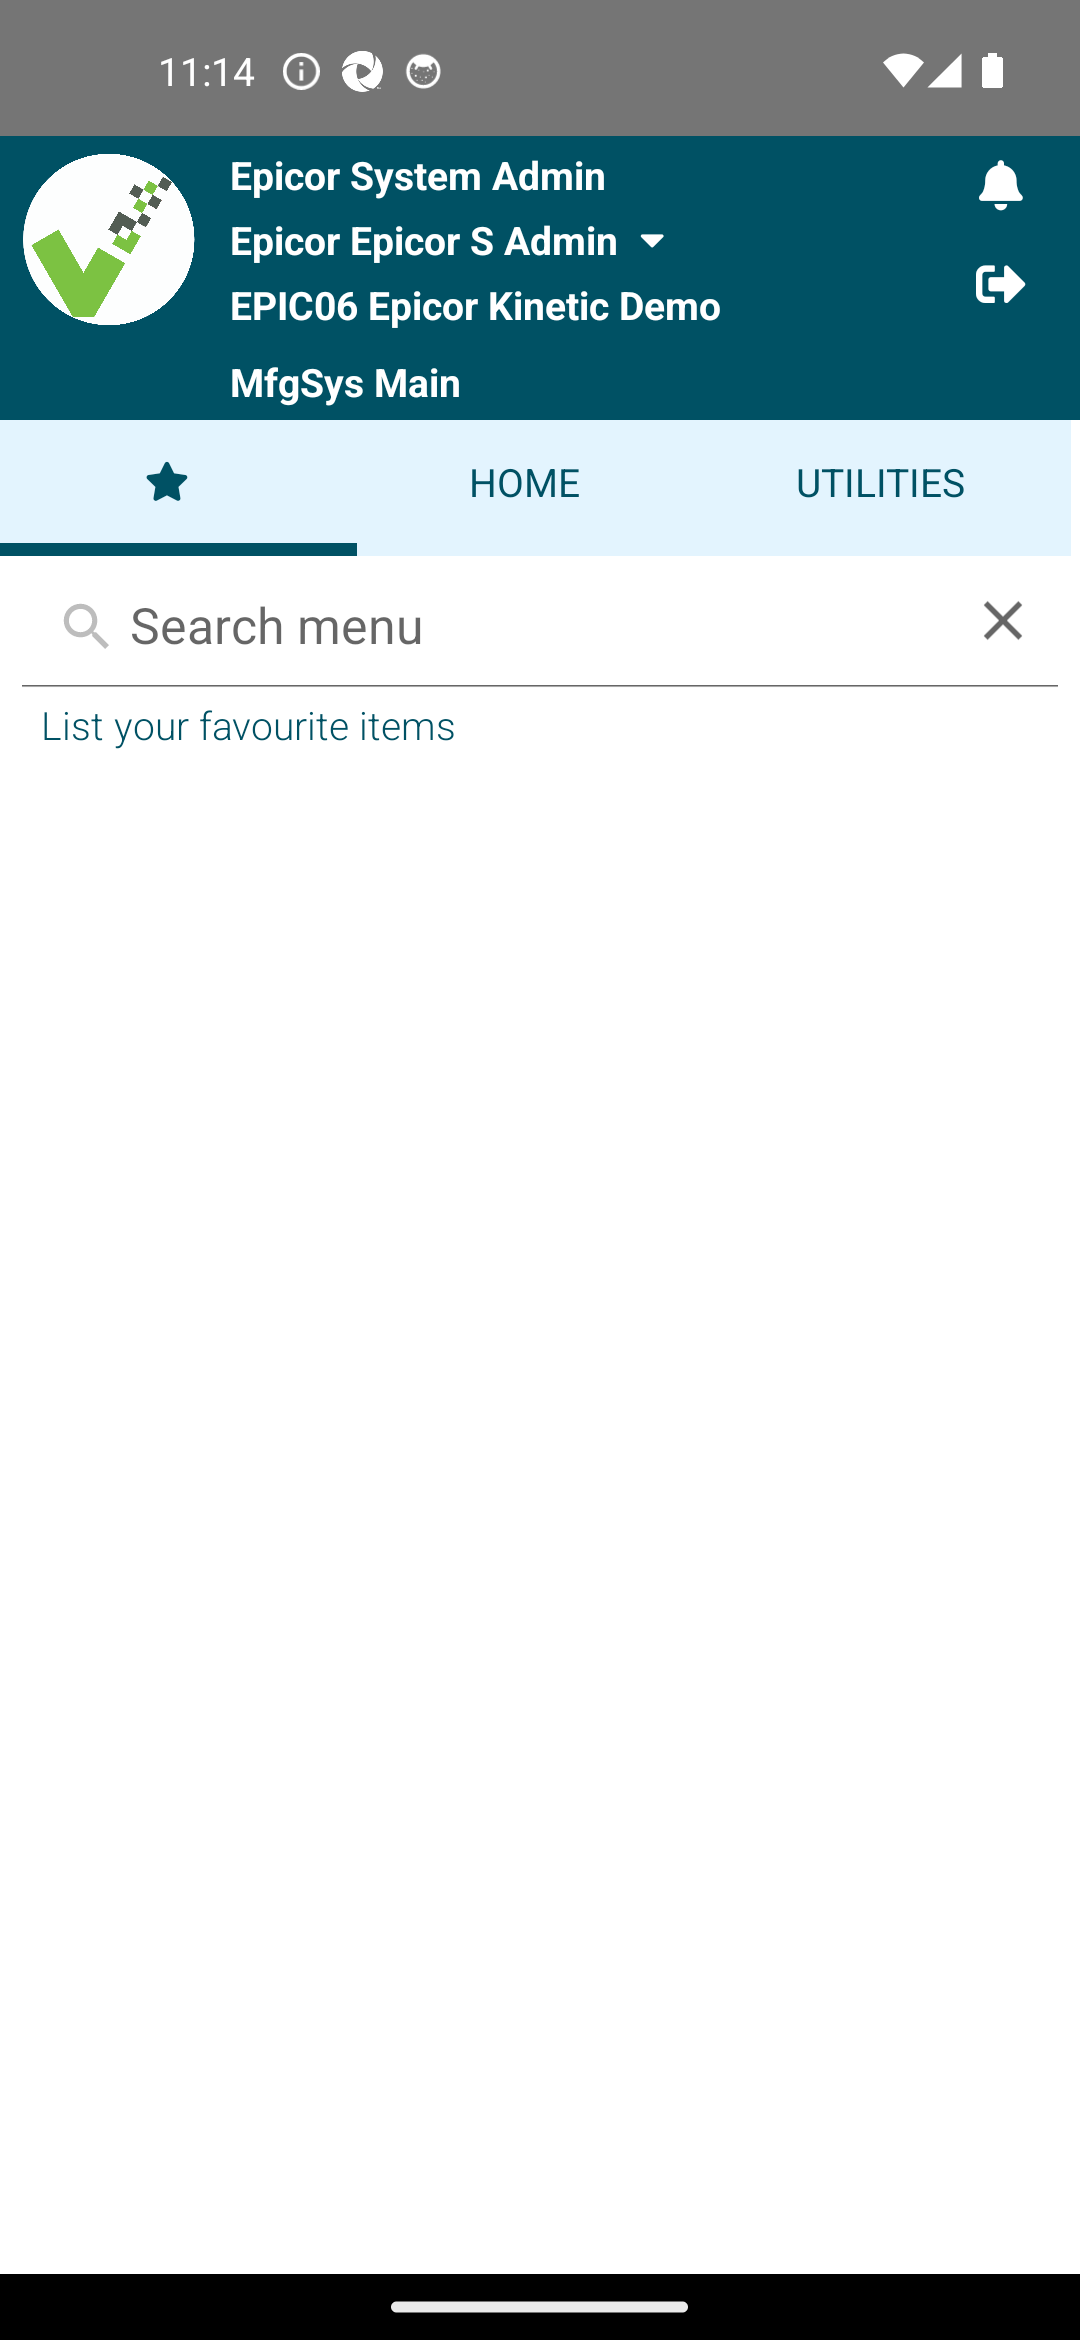 11:14
Epicor System Admin
Epicor Epicor S Admin
EPIC06 Epicor Kinetic Demo
MfgSys Main
HOME
UTILITIES
Search menu
List your favourite items